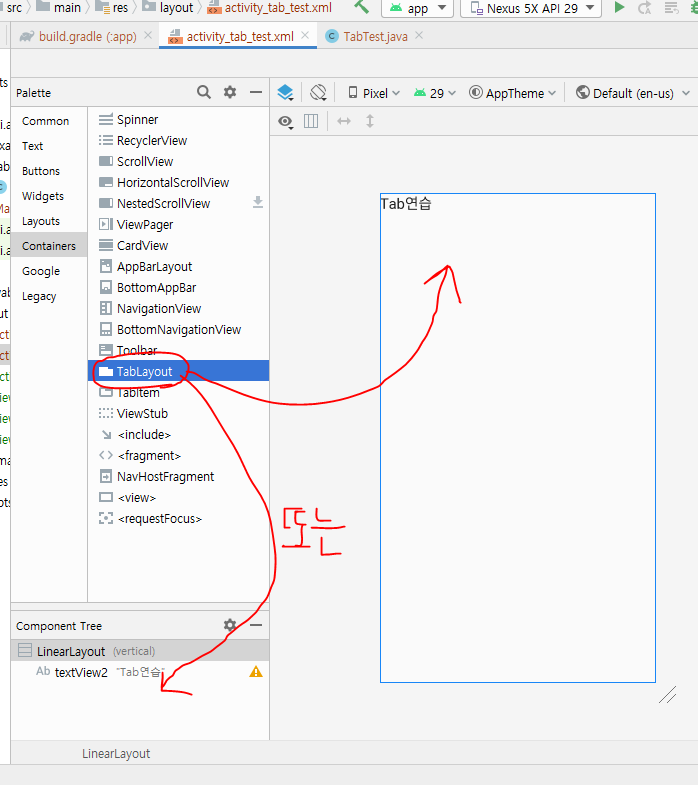 src main res layout activity_tab_test.xml app Nexus 5X API 29
build.gradle (:app) activity_tab_test.xml TabTest.java
Palette
Pixel 29 AppTheme Default (en-us)
Common
Text
Buttons
Widgets
Layouts
Containers
Google
Legacy
Spinner
RecyclerView
ScrollView
HorizontalScrollView
NestedScrollView
ViewPager
CardView
AppBarLayout
BottomAppBar
NavigationView
BottomNavigationView
Toolbar
TabLayout
TabItem
ViewStub
<include>
<fragment>
NavHostFragment
<view>
<requestFocus>
Tab연습
또는
Component Tree
LinearLayout (vertical)
Ab textView2 "Tab연습"
LinearLayout